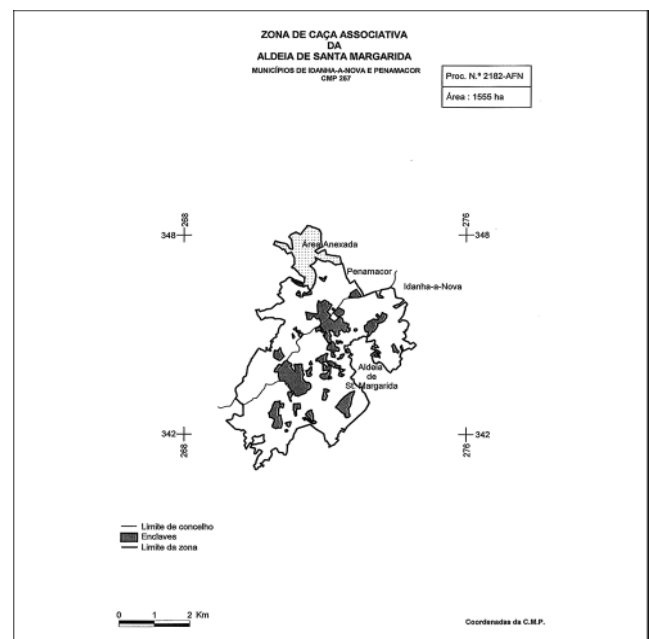 ZONA DE CAÇA ASSOCIATIVA
DA
ALDEIA DE SANTA MARGARIDA
MUNICÍPIOS DE IDANHA-A-NOVA E PENAMACOR
CMP 257
Proc. N.º 2182-AFN
Área : 1555 ha
268
276
348
348
Área Anexada
Penamacor
Idanha-a-Nova
Aldeia
de
St. Margarida
342
342
268
276
Limite de concelho
Enclaves
Limite da zona
0 1 2 Km
Coordenadas da C.M.P.